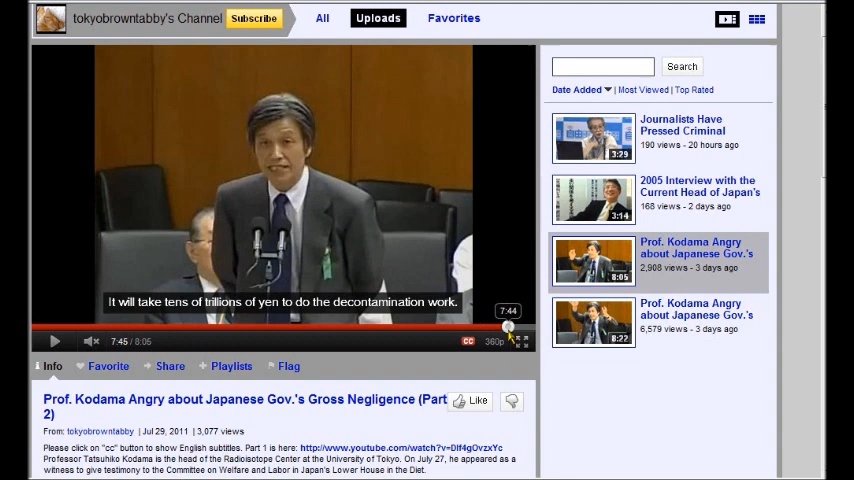 tokyobrowntabby's Channel
Subscribe
All
Uploads
Favorites
Search
Date Added | Most Viewed | Top Rated
Journalists Have
Pressed Criminal
190 views - 20 hours ago
3:29
2005 Interview with the
Current Head of Japan's
168 views - 2 days ago
3:14
Prof. Kodama Angry
about Japanese Gov.'s
2,908 views - 3 days ago
8:05
Prof. Kodama Angry
about Japanese Gov.'s
6,579 views - 3 days ago
8:22
It will take tens of trillions of yen to do the decontamination work.
7:44
7:45 / 8:05
CC
360p
Info
Favorite
Share
Playlists
Flag
Prof. Kodama Angry about Japanese Gov.'s Gross Negligence (Part
2)
Like
From: tokyobrowntabby | Jul 29, 2011 | 3,077 views
Please click on "cc" button to show English subtitles. Part 1 is here: http://www.youtube.com/watch?v=Dlf4gOvzxYc
Professor Tatsuhiko Kodama is the head of the Radioisotope Center at the University of Tokyo. On July 27, he appeared as a
witness to give testimony to the Committee on Welfare and Labor in Japan's Lower House in the Diet.